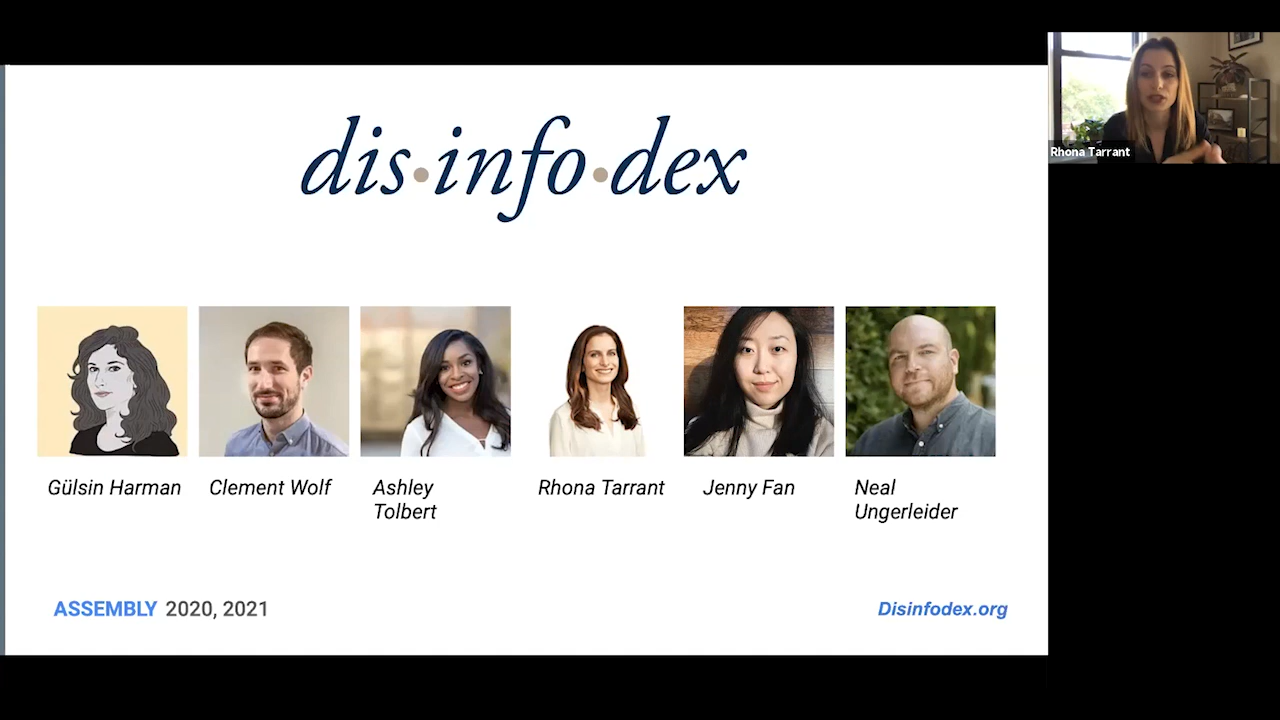 dis·info·dex
Rhona Tarrant
Gülsin Harman
Clement Wolf
Ashley
Tolbert
Rhona Tarrant
Jenny Fan
Neal
Ungerleider
ASSEMBLY 2020, 2021
Disinfodex.org